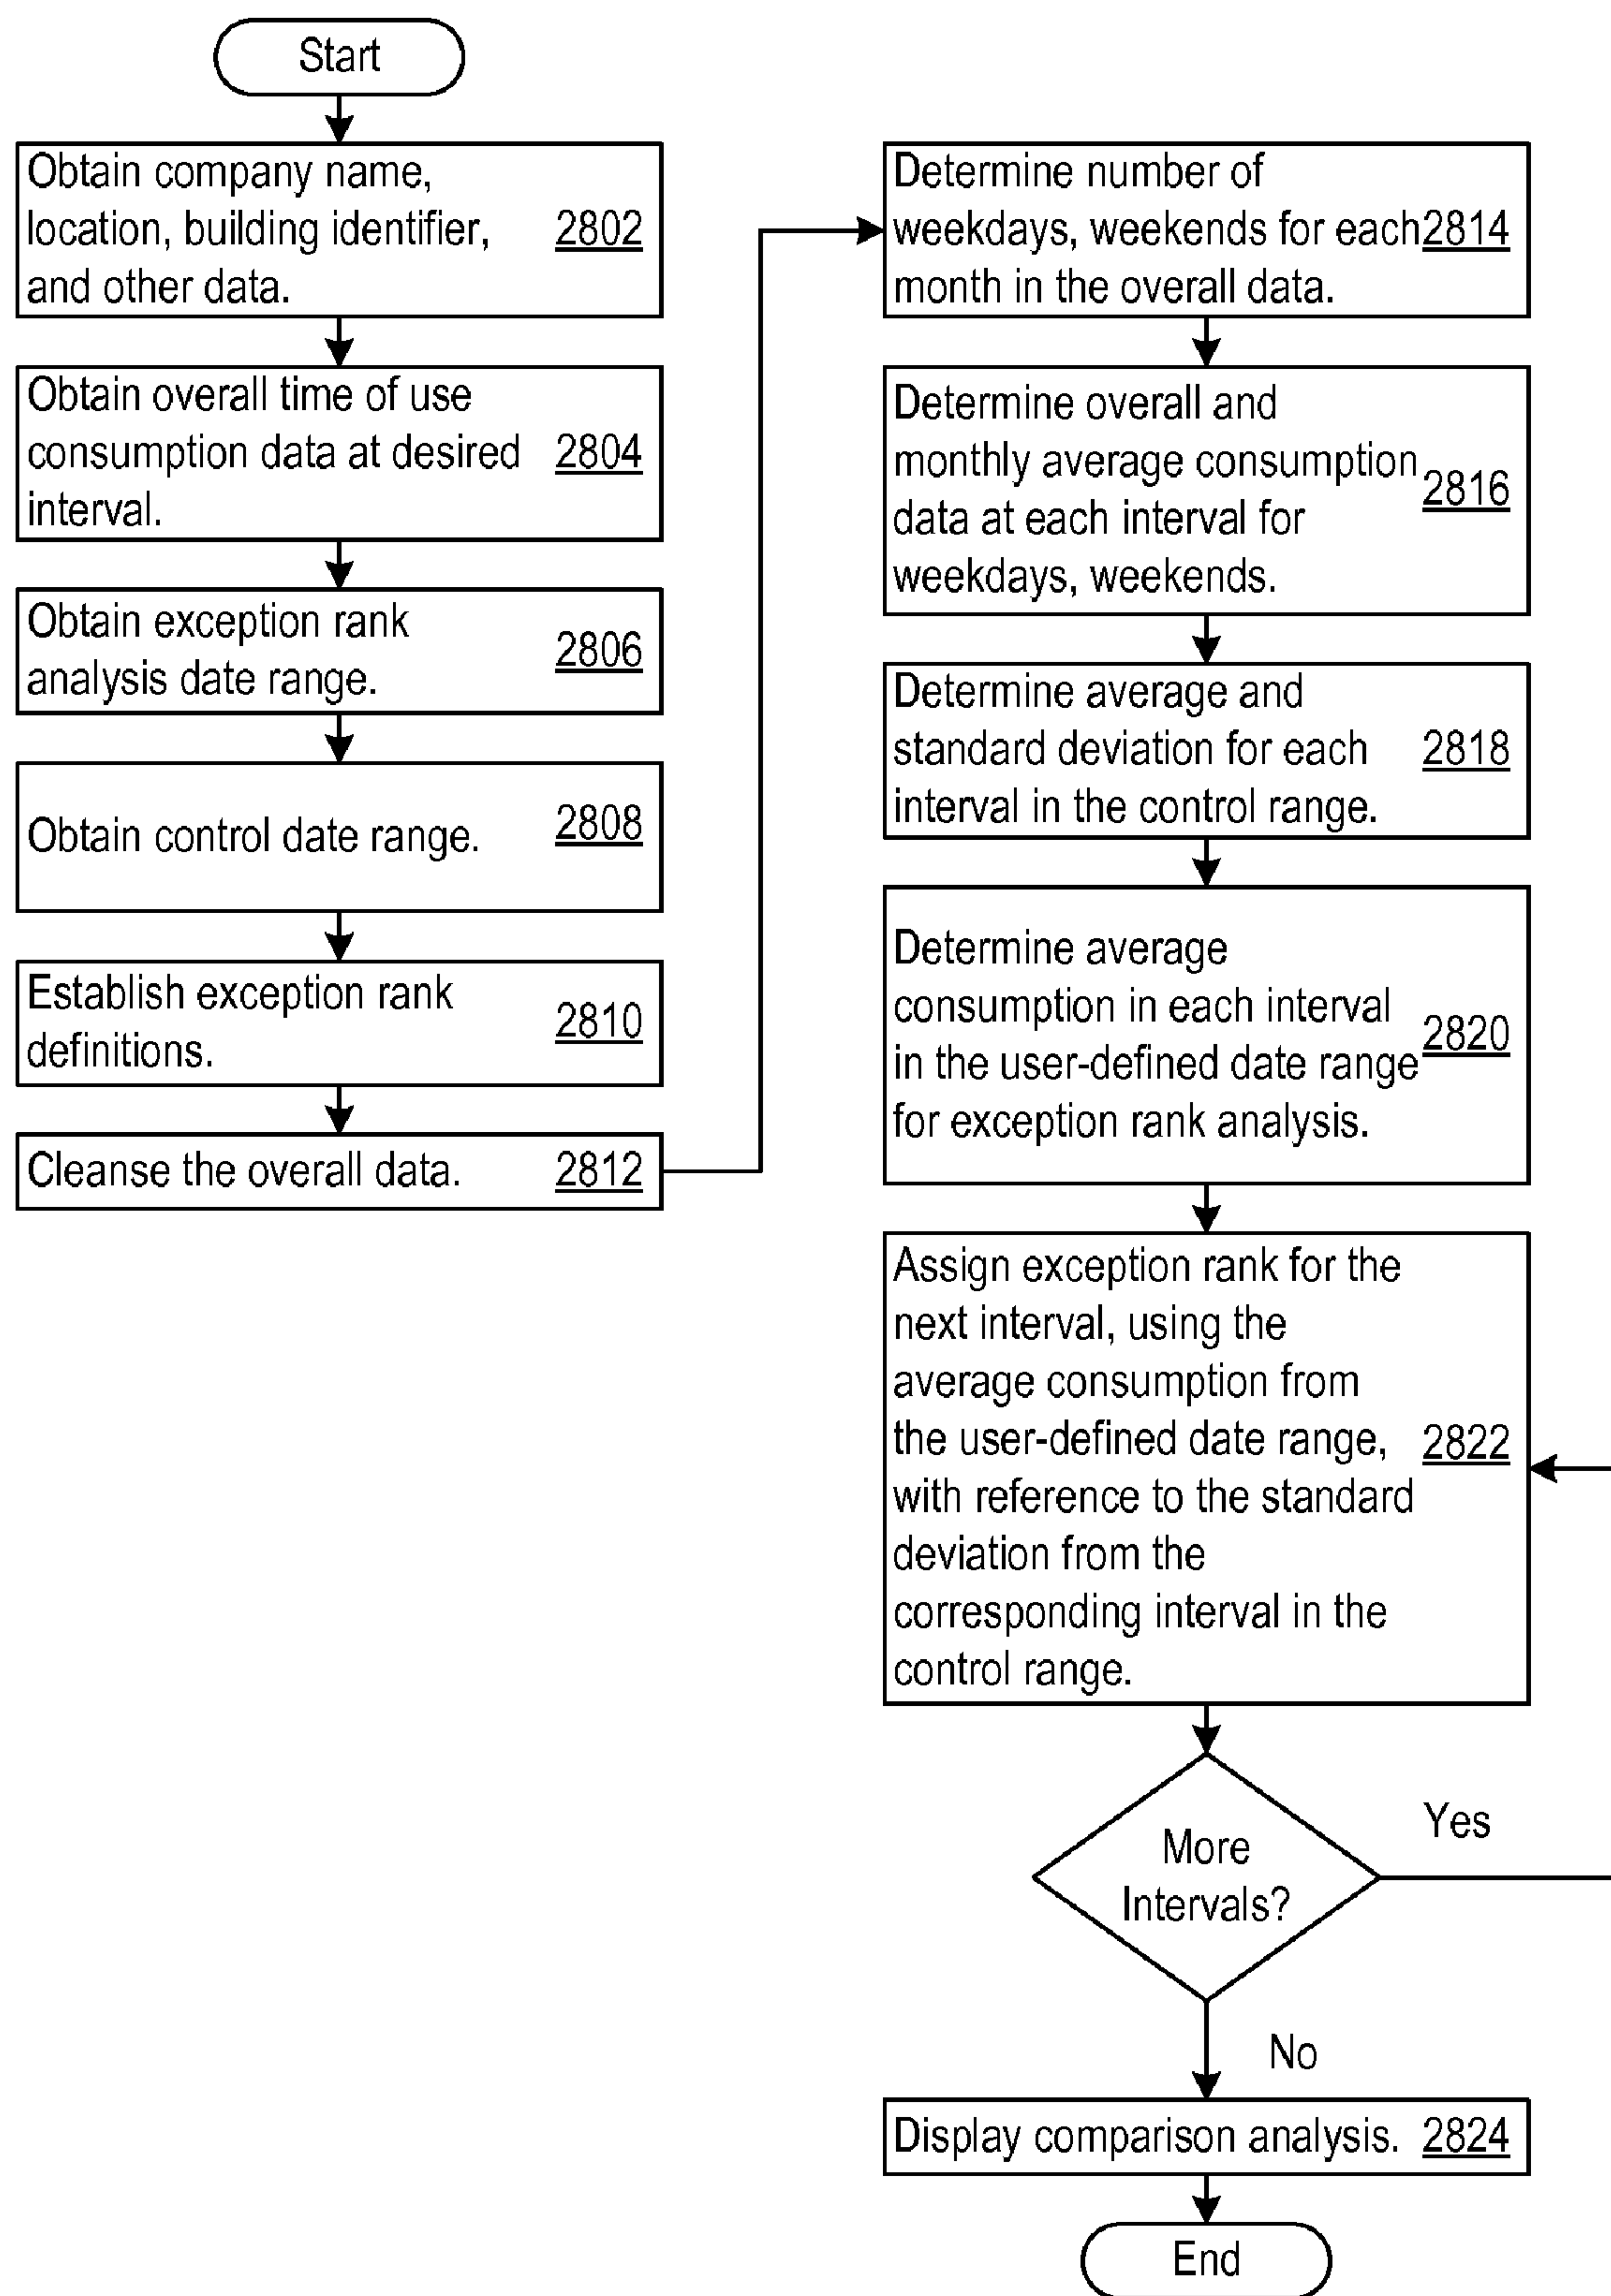 Start
Obtain company name,
location, building identifier, 2802
and other data.
Obtain overall time of use
consumption data at desired 2804
interval.
Obtain exception rank
analysis date range. 2806
Obtain control date range. 2808
Establish exception rank
definitions. 2810
Cleanse the overall data. 2812
Determine number of
weekdays, weekends for each 2814
month in the overall data.
Determine overall and
monthly average consumption
data at each interval for 2816
weekdays, weekends.
Determine average and
standard deviation for each 2818
interval in the control range.
Determine average
consumption in each interval
in the user-defined date range 2820
for exception rank analysis.
Assign exception rank for the
next interval, using the
average consumption from
the user-defined date range, 2822
with reference to the standard
deviation from the
corresponding interval in the
control range.
More
Intervals?
Yes
No
Display comparison analysis. 2824
End